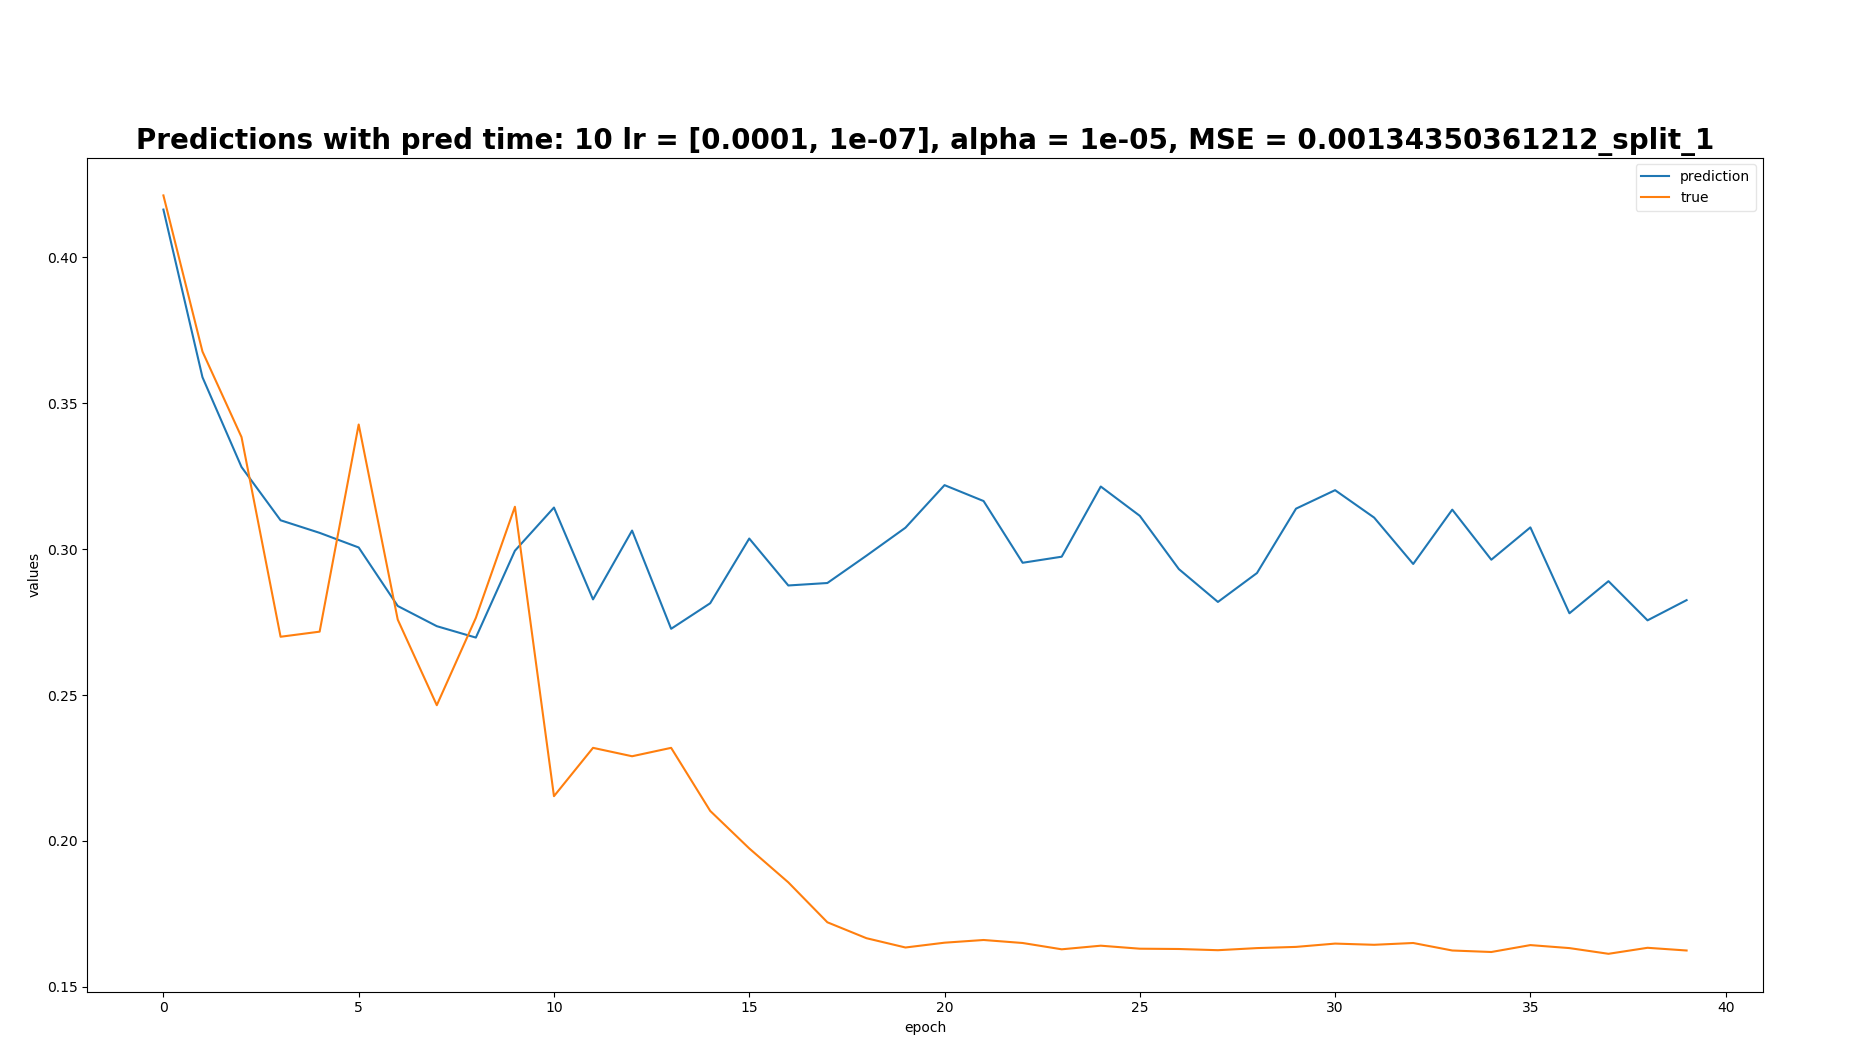 Predictions with pred time: 10 lr = [0.0001, 1e-07], alpha = 1e-05, MSE = 0.00134350361212_split_1
prediction
true
values
0.40
0.35
0.30
0.25
0.20
0.15
0 5 10 15 20 25 30 35 40
epoch